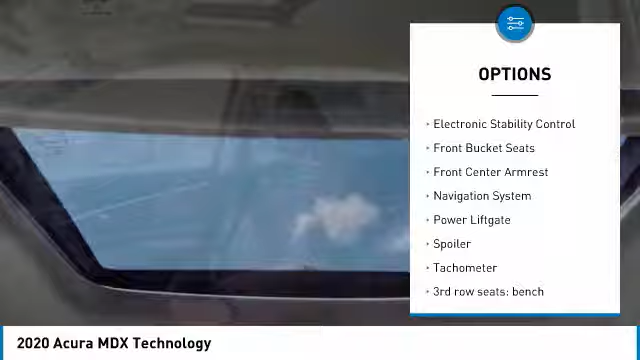 OPTIONS
· Electronic Stability Control
· Front Bucket Seats
· Front Center Armrest
· Navigation System
· Power Liftgate
· Spoiler
· Tachometer
· 3rd row seats: bench
2020 Acura MDX Technology